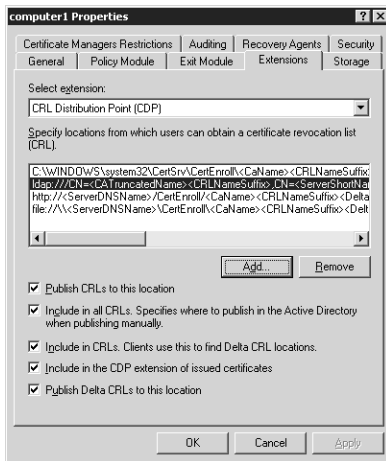 computer1 Properties
Certificate Managers Restrictions Auditing Recovery Agents Security
General Policy Module Exit Module Extensions Storage
Select extension:
CRL Distribution Point (CDP)
Specify locations from which users can obtain a certificate revocation list
(CRL).
C:\WINDOWS\system32\CertSrv\CertEnroll\<CaName><CRLNameSuffix
ldap:///CN=<CATruncatedName><CRLNameSuffix>,CN=<ServerShortNa
http://<ServerDNSName>/CertEnroll/<CaName><CRLNameSuffix><Delta
file://\\<ServerDNSName>\CertEnroll\<CaName><CRLNameSuffix><Delt
Add... Remove
Publish CRLs to this location
Include in all CRLs. Specifies where to publish in the Active Directory
when publishing manually.
Include in CRLs. Clients use this to find Delta CRL locations.
Include in the CDP extension of issued certificates
Publish Delta CRLs to this location
OK Cancel Apply